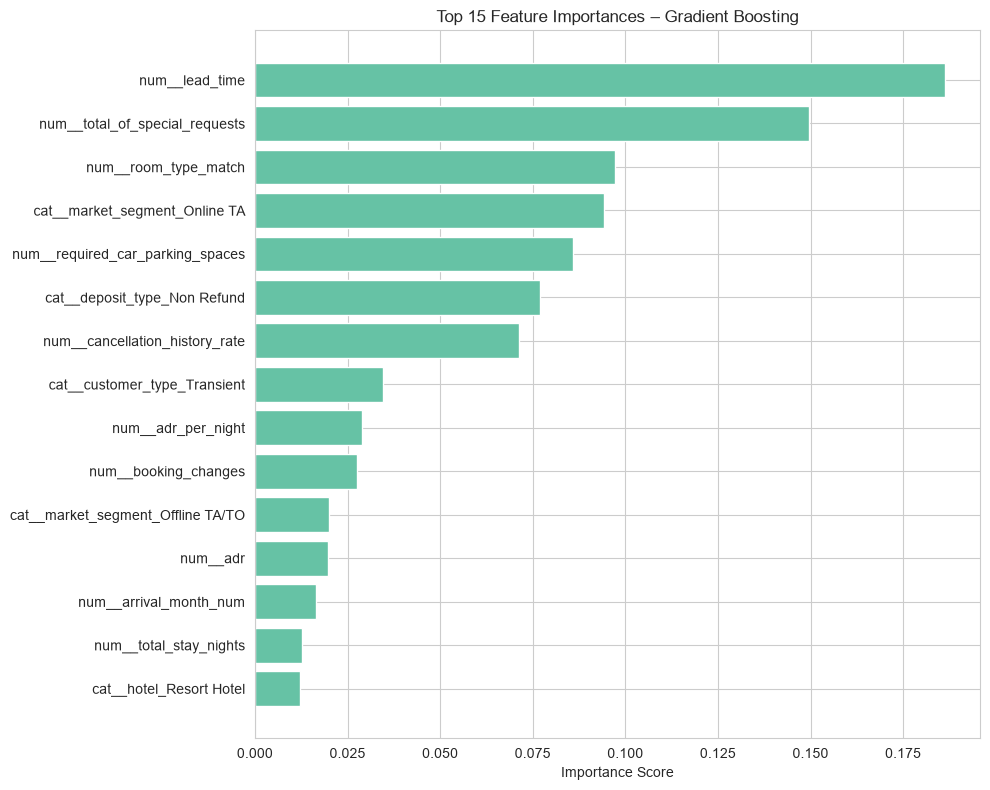 Top 15 Feature Importances – Gradient Boosting
num__lead_time
num__total_of_special_requests
num__room_type_match
cat__market_segment_Online TA
num__required_car_parking_spaces
cat__deposit_type_Non Refund
num__cancellation_history_rate
cat__customer_type_Transient
num__adr_per_night
num__booking_changes
cat__market_segment_Offline TA/TO
num__adr
num__arrival_month_num
num__total_stay_nights
cat__hotel_Resort Hotel
0.000 0.025 0.050 0.075 0.100 0.125 0.150 0.175
Importance Score